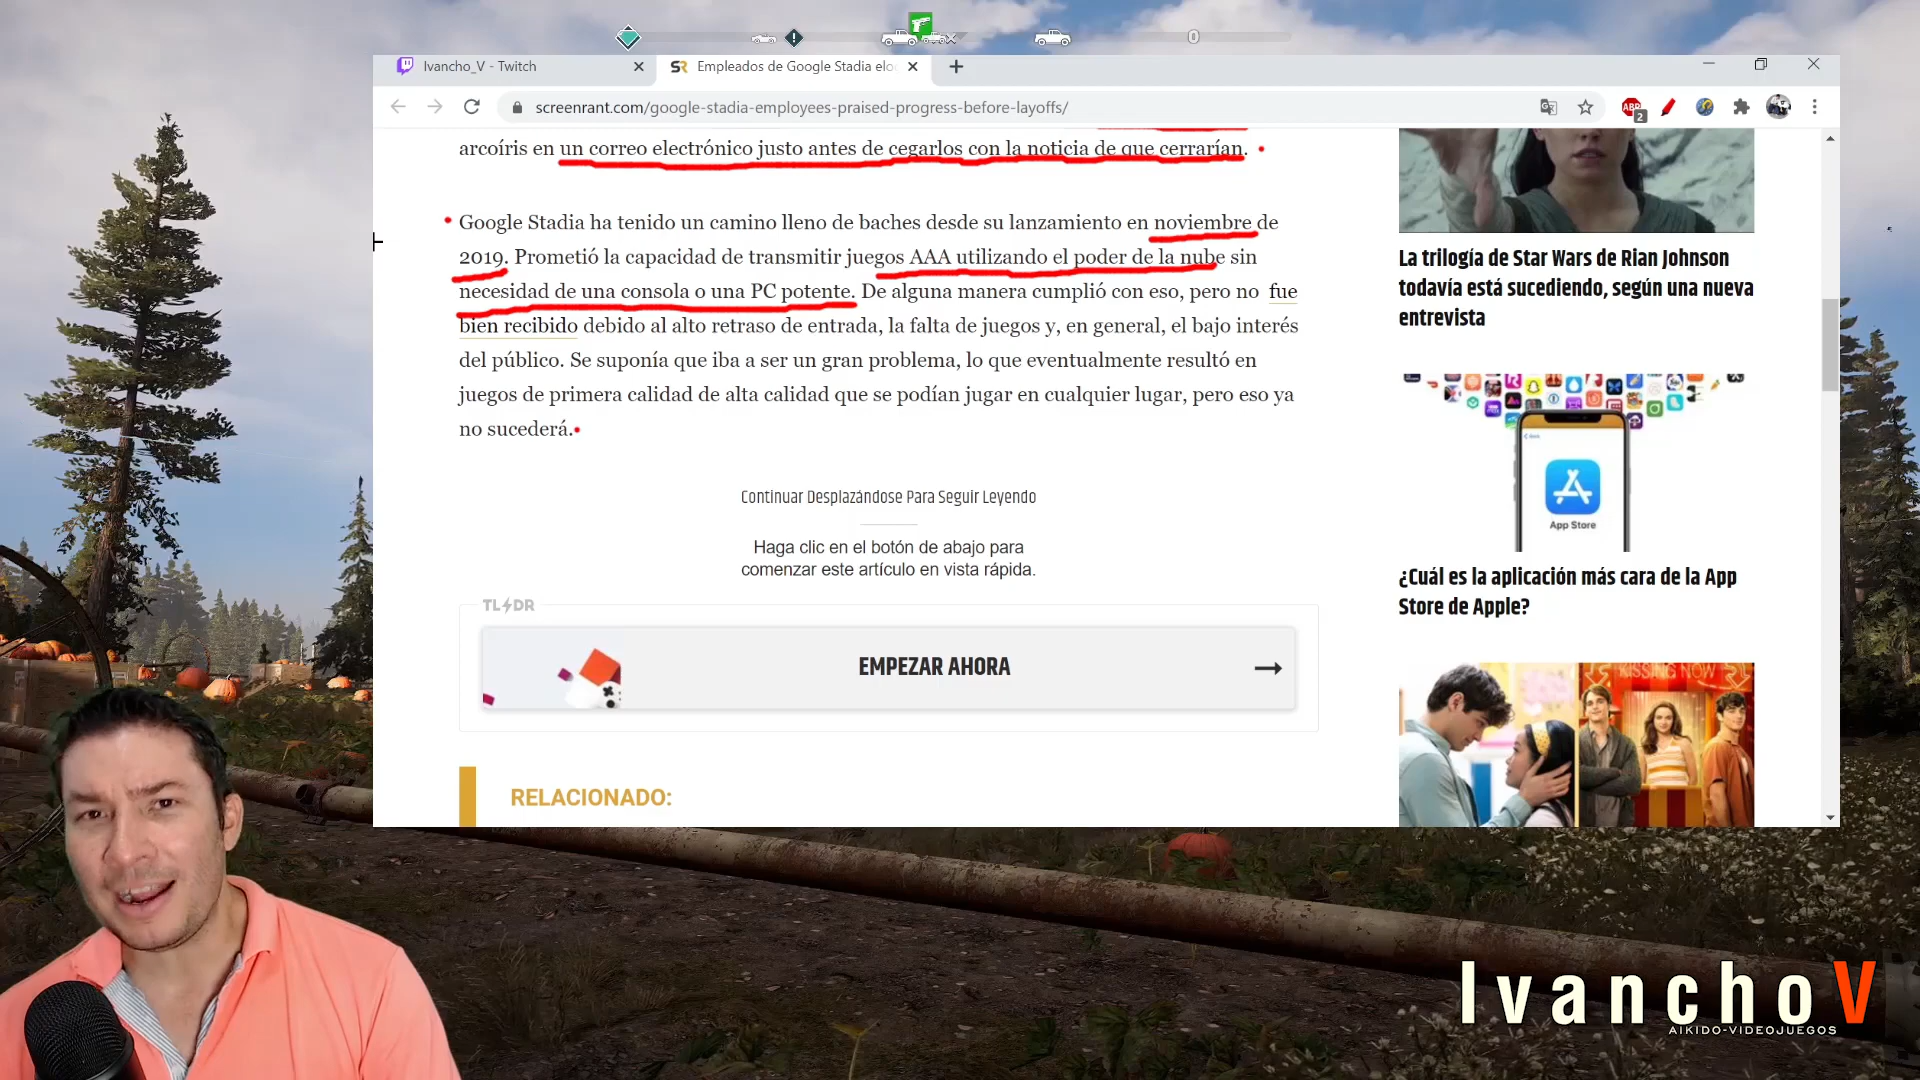 Ivancho_V - Twitch
Empleados de Google Stadia elo
screenrant.com/google-stadia-employees-praised-progress-before-layoffs/
ABP
2
arcoíris en un correo electrónico justo antes de cegarlos con la noticia de que cerrarían.
Google Stadia ha tenido un camino lleno de baches desde su lanzamiento en noviembre de
2019. Prometió la capacidad de transmitir juegos AAA utilizando el poder de la nube sin
necesidad de una consola o una PC potente. De alguna manera cumplió con eso, pero no fue
bien recibido debido al alto retraso de entrada, la falta de juegos y, en general, el bajo interés
del público. Se suponía que iba a ser un gran problema, lo que eventualmente resultó en
juegos de primera calidad de alta calidad que se podían jugar en cualquier lugar, pero eso ya
no sucederá.
Continuar Desplazándose Para Seguir Leyendo
Haga clic en el botón de abajo para
comenzar este artículo en vista rápida.
TL DR
EMPEZAR AHORA
RELACIONADO:
La trilogía de Star Wars de Rian Johnson
todavía está sucediendo, según una nueva
entrevista
App Store
¿Cuál es la aplicación más cara de la App
Store de Apple?
KISSING NOW
IvanchoV
AIKIDO-VIDEOJUEGOS